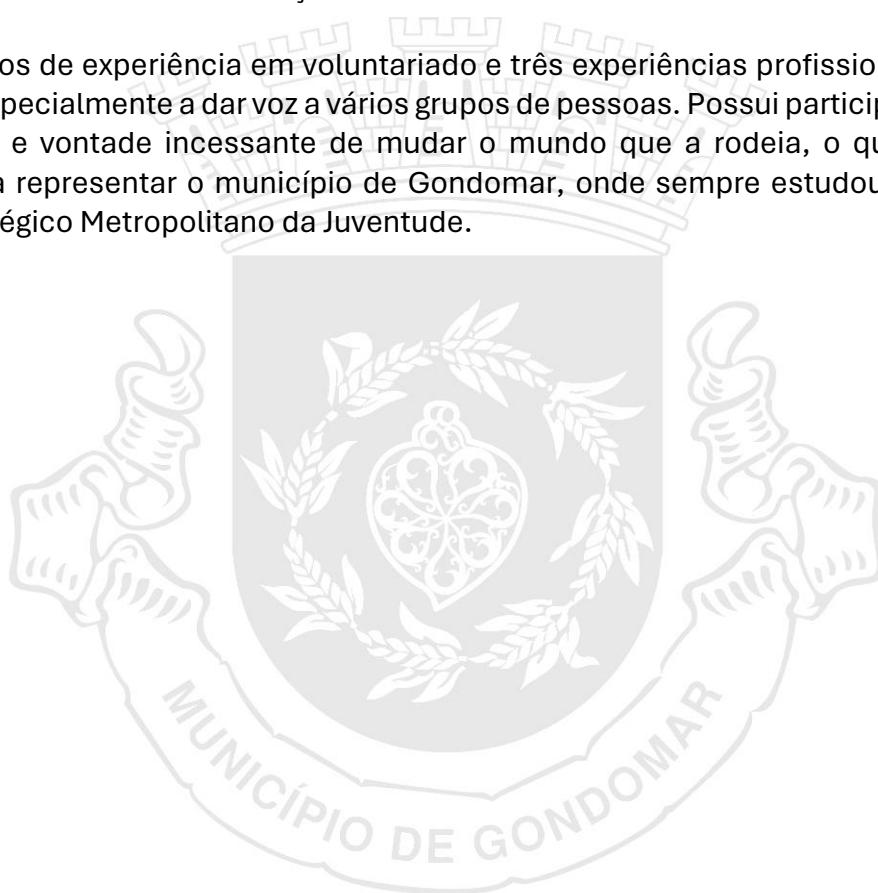 os de experiência em voluntariado e três experiências profissio
pecialmente a dar voz a vários grupos de pessoas. Possui particip
e vontade incessante de mudar o mundo que a rodeia, o qu
a representar o município de Gondomar, onde sempre estudou
égico Metropolitano da Juventude.
MUNICÍPIO DE GONDOMAR